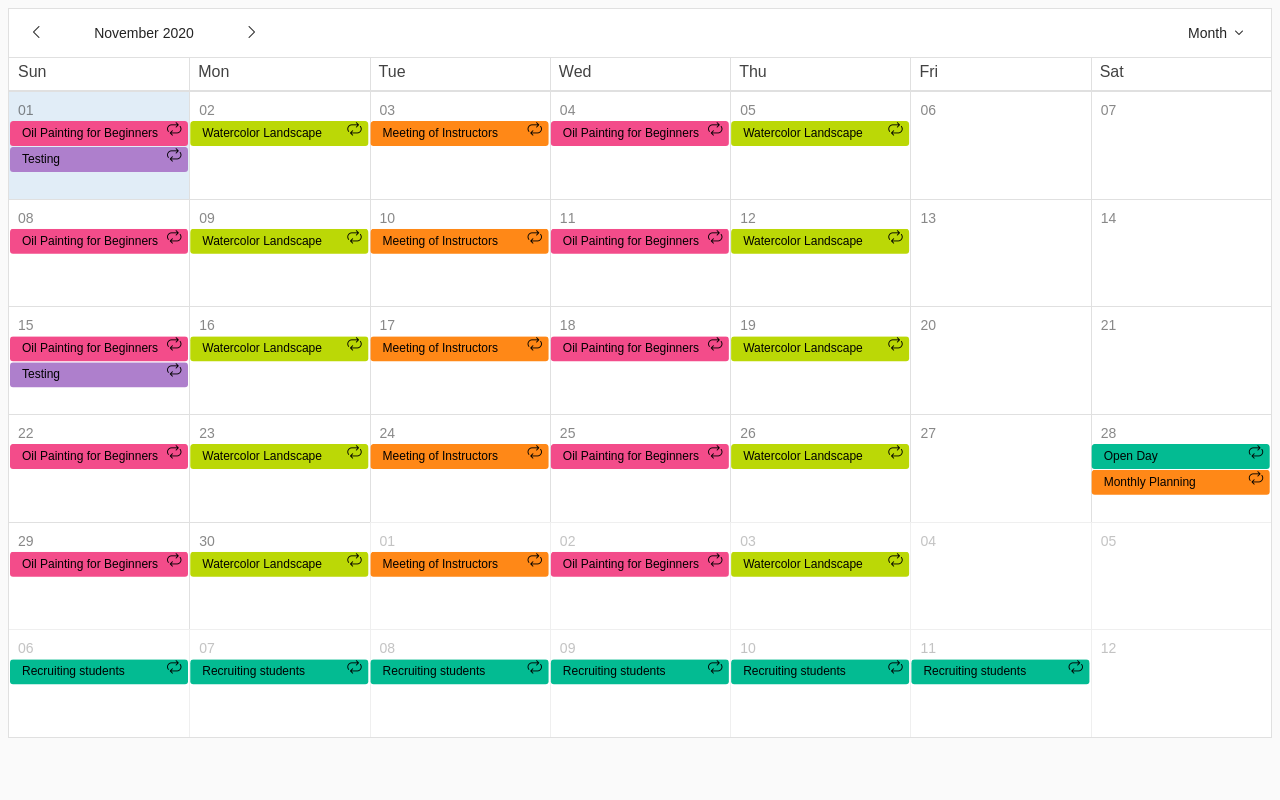 November 2020 Month
Sun Mon Tue Wed Thu Fri Sat
01 02 03 04 05 06 07
Oil Painting for Beginners Watercolor Landscape Meeting of Instructors Oil Painting for Beginners Watercolor Landscape
Testing
08 09 10 11 12 13 14
Oil Painting for Beginners Watercolor Landscape Meeting of Instructors Oil Painting for Beginners Watercolor Landscape
15 16 17 18 19 20 21
Oil Painting for Beginners Watercolor Landscape Meeting of Instructors Oil Painting for Beginners Watercolor Landscape
Testing
22 23 24 25 26 27 28
Oil Painting for Beginners Watercolor Landscape Meeting of Instructors Oil Painting for Beginners Watercolor Landscape Open Day
Monthly Planning
29 30 01 02 03 04 05
Oil Painting for Beginners Watercolor Landscape Meeting of Instructors Oil Painting for Beginners Watercolor Landscape
06 07 08 09 10 11 12
Recruiting students Recruiting students Recruiting students Recruiting students Recruiting students Recruiting students